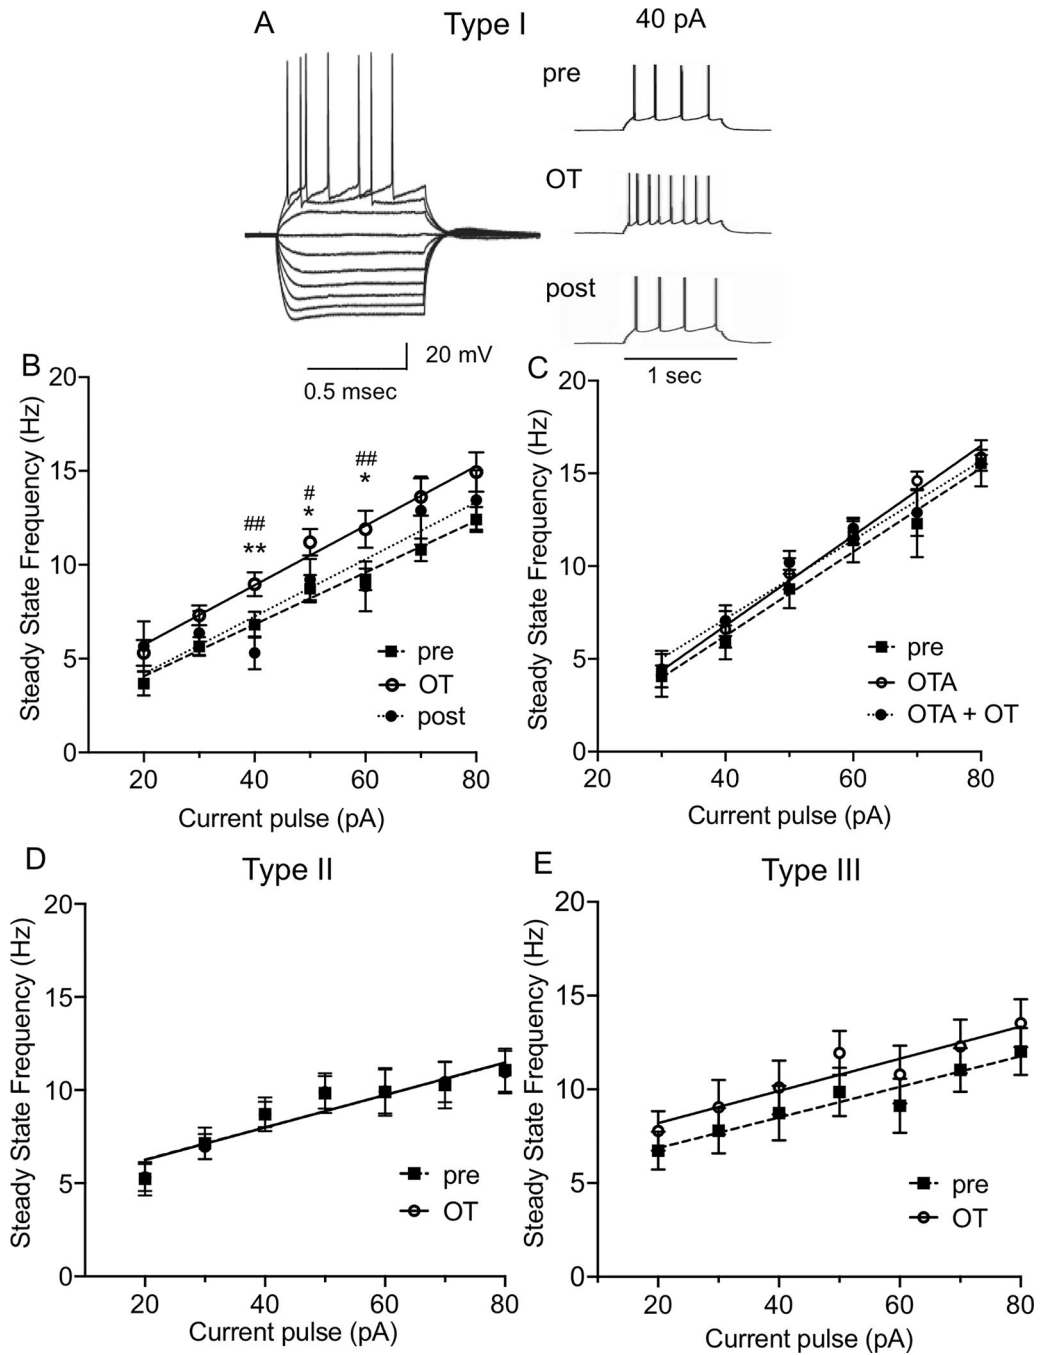 A
Type I
40 pA
pre
OT
post
20 mV
0.5 msec
1 sec
B
20
15
10
5
0
Steady State Frequency (Hz)
##
**
#
*
##
*
pre
OT
post
20 40 60 80
Current pulse (pA)
C
20
15
10
5
0
Steady State Frequency (Hz)
pre
OTA
OTA + OT
20 40 60 80
Current pulse (pA)
D
Type II
20
15
10
5
0
Steady State Frequency (Hz)
pre
OT
20 40 60 80
Current pulse (pA)
E
Type III
20
15
10
5
0
Steady State Frequency (Hz)
pre
OT
20 40 60 80
Current pulse (pA)